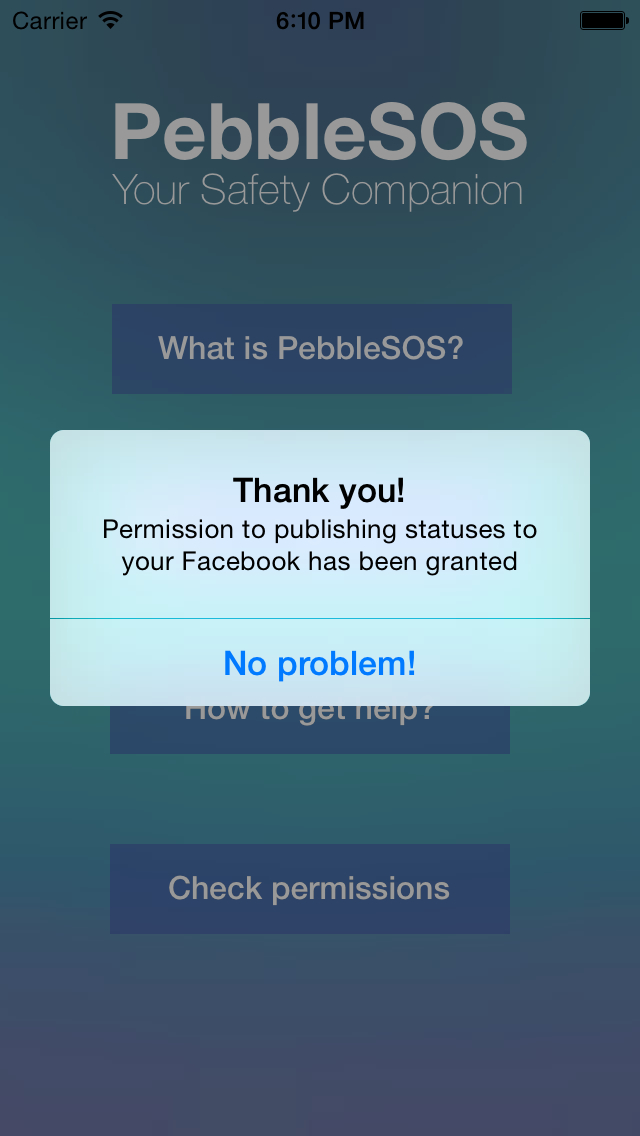 Carrier 6:10 PM
PebbleSOS
Your Safety Companion
What is PebbleSOS?
Thank you!
Permission to publishing statuses to
your Facebook has been granted
No problem!
How to get help?
Check permissions